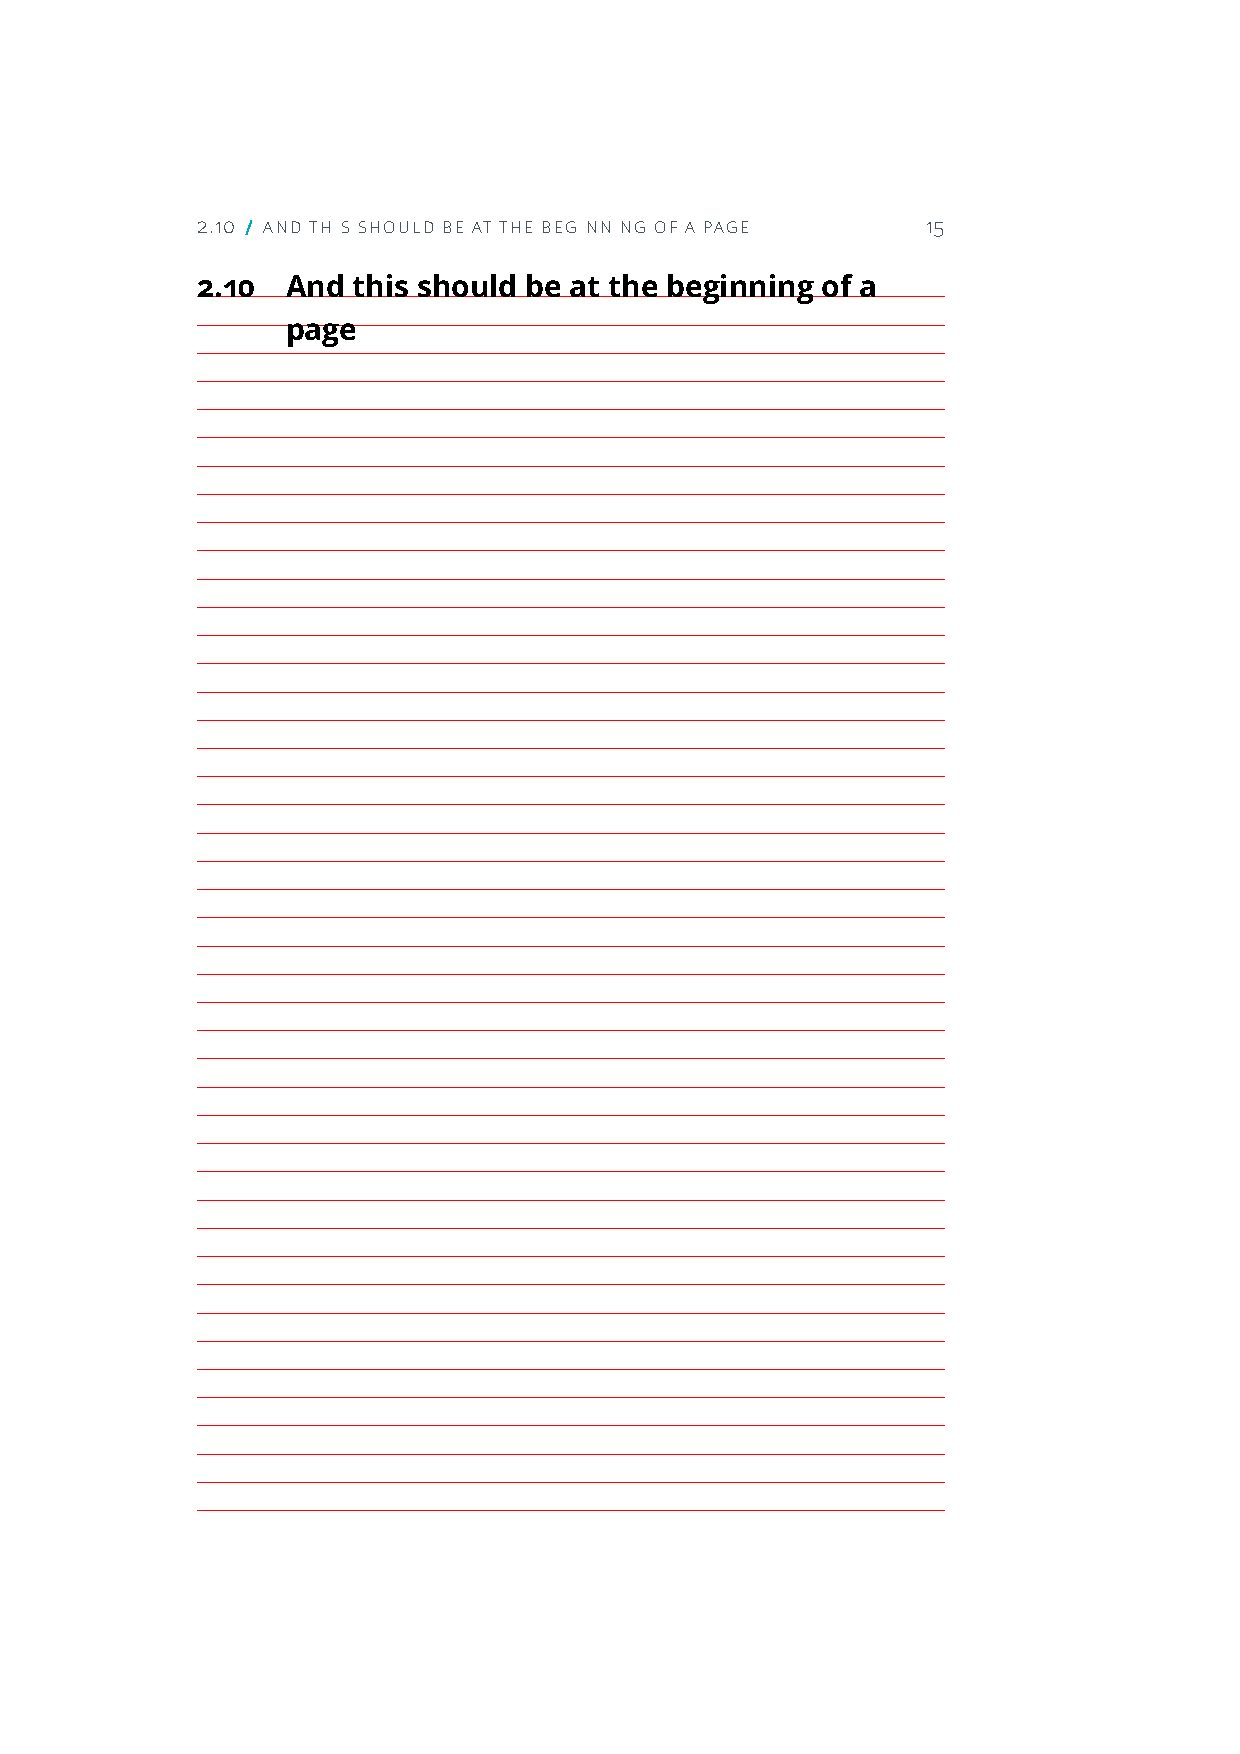 2.10 / AND TH S SHOULD BE AT THE BEG NN NG OF A PAGE 15
2.10 And this should be at the beginning of a
page